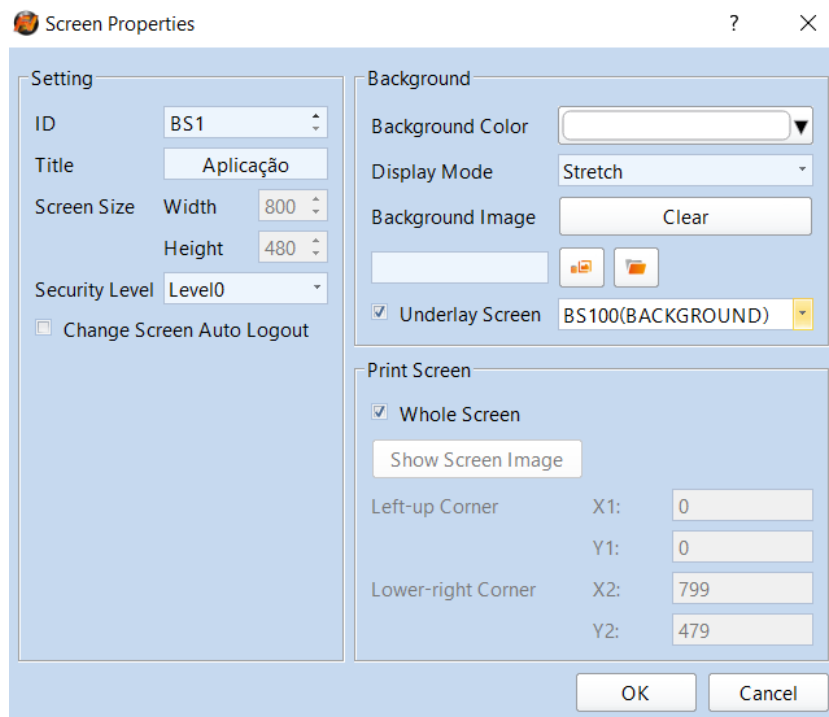 Screen Properties
?
Setting
ID
BS1
Title
Aplicação
Screen Size
Width
800
Height
480
Security Level
Level0
Change Screen Auto Logout
Background
Background Color
Display Mode
Stretch
Background Image
Clear
Underlay Screen
BS100(BACKGROUND)
Print Screen
Whole Screen
Show Screen Image
Left-up Corner
X1:
0
Y1:
0
Lower-right Corner
X2:
799
Y2:
479
OK
Cancel